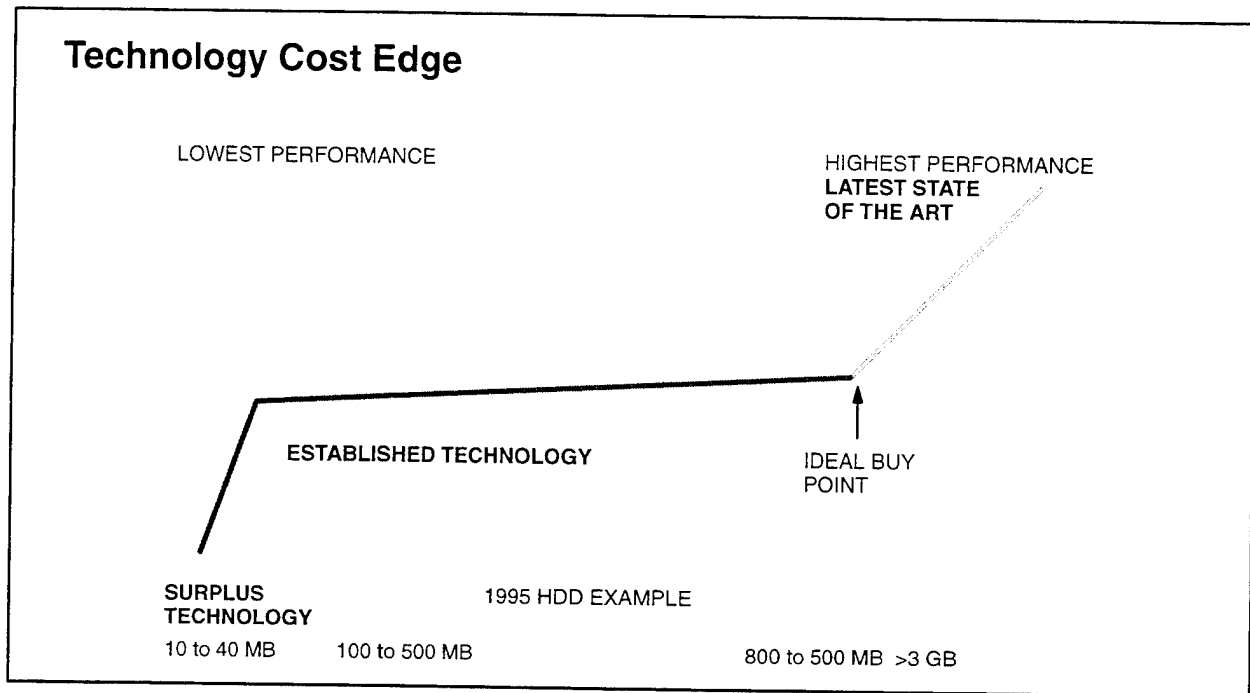 Technology Cost Edge
LOWEST PERFORMANCE
HIGHEST PERFORMANCE
LATEST STATE
OF THE ART
ESTABLISHED TECHNOLOGY
IDEAL BUY
POINT
SURPLUS
TECHNOLOGY
1995 HDD EXAMPLE
10 to 40 MB
100 to 500 MB
800 to 500 MB >3 GB